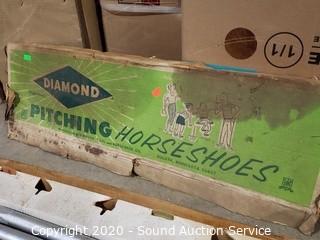 DIAMOND
PITCHING HORSESHOES
1/1
Copyright 2020 - Sound Auction Service